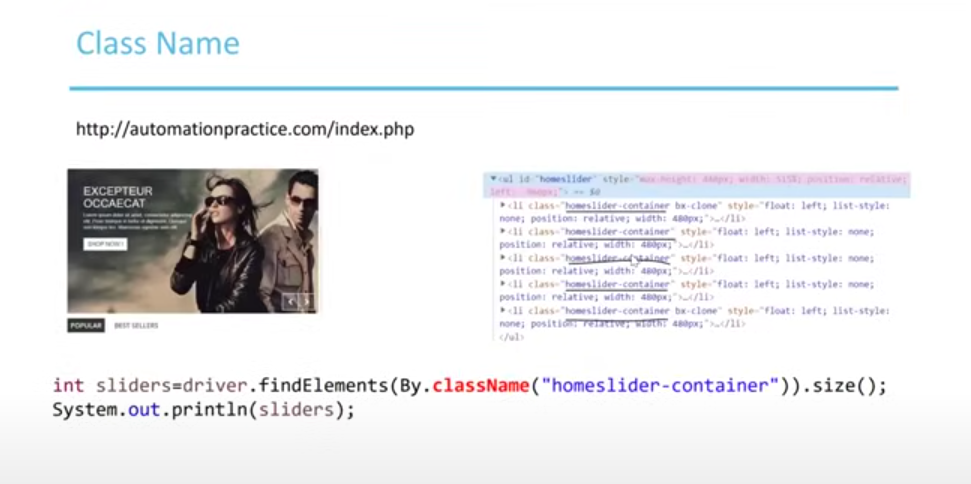 Class Name
http://automationpractice.com/index.php
EXCEPTEUR
OCCAECAT
SHOP NOW !
POPULAR BEST SELLERS
▼<ul id="homeslider" style="max-height: 448px; width: 515%; position: relative;
left: px;"> == $0
▶<li class="homeslider-container bx-clone" style="float: left; list-style:
none; position: relative; width: 480px;">…</li>
▶<li class="homeslider-container" style="float: left; list-style: none;
position: relative; width: 480px;">…</li>
▶<li class="homeslider-container" style="float: left; list-style: none;
position: relative; width: 480px;">…</li>
▶<li class="homeslider-container" style="float: left; list-style: none;
position: relative; width: 480px;">…</li>
▶<li class="homeslider-container bx-clone" style="float: left; list-style:
none; position: relative; width: 480px;">…</li>
</ul>
int sliders=driver.findElements(By.className("homeslider-container")).size();
System.out.println(sliders);